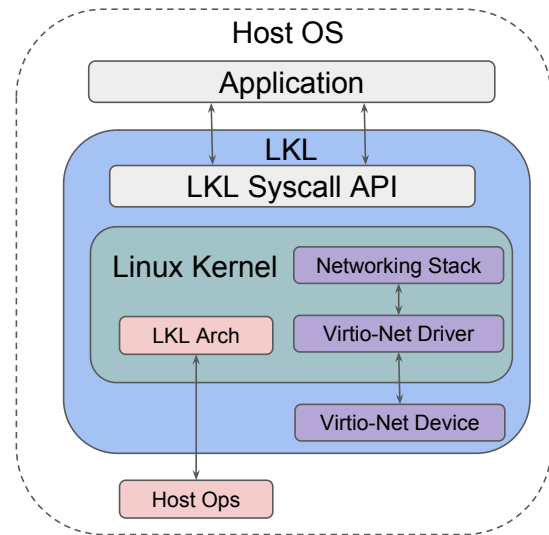 Host OS
Application
LKL
LKL Syscall API
Linux Kernel
Networking Stack
LKL Arch
Virtio-Net Driver
Virtio-Net Device
Host Ops